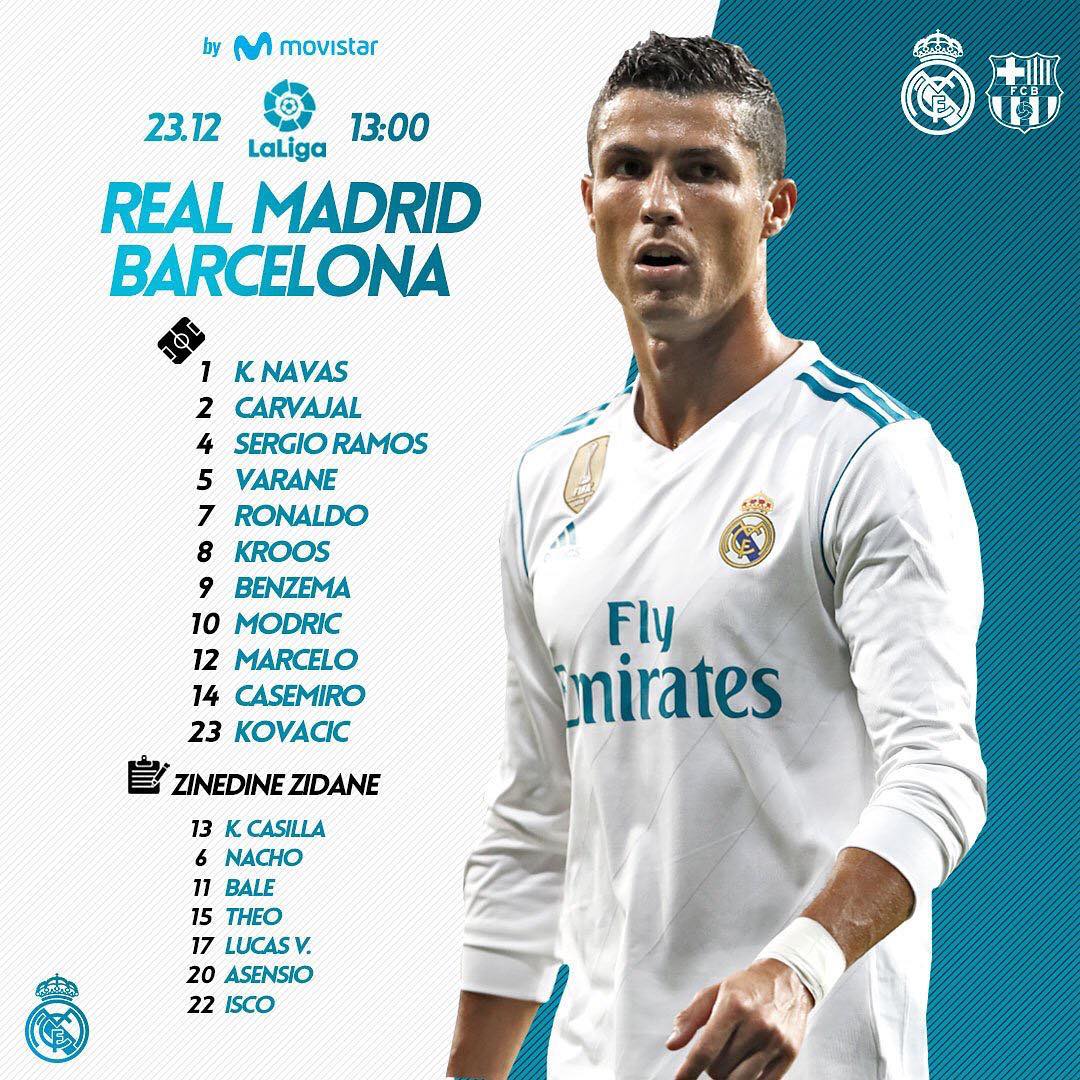 by movistar
23.12 LaLiga 13:00
REAL MADRID
BARCELONA
1 K. NAVAS
2 CARVAJAL
4 SERGIO RAMOS
5 VARANE
7 RONALDO
8 KROOS
9 BENZEMA
10 MODRIC
12 MARCELO
14 CASEMIRO
23 KOVACIC
ZINEDINE ZIDANE
13 K. CASILLA
6 NACHO
11 BALE
15 THEO
17 LUCAS V.
20 ASENSIO
22 ISCO
FCB
FIFA
adidas
Fly
Emirates